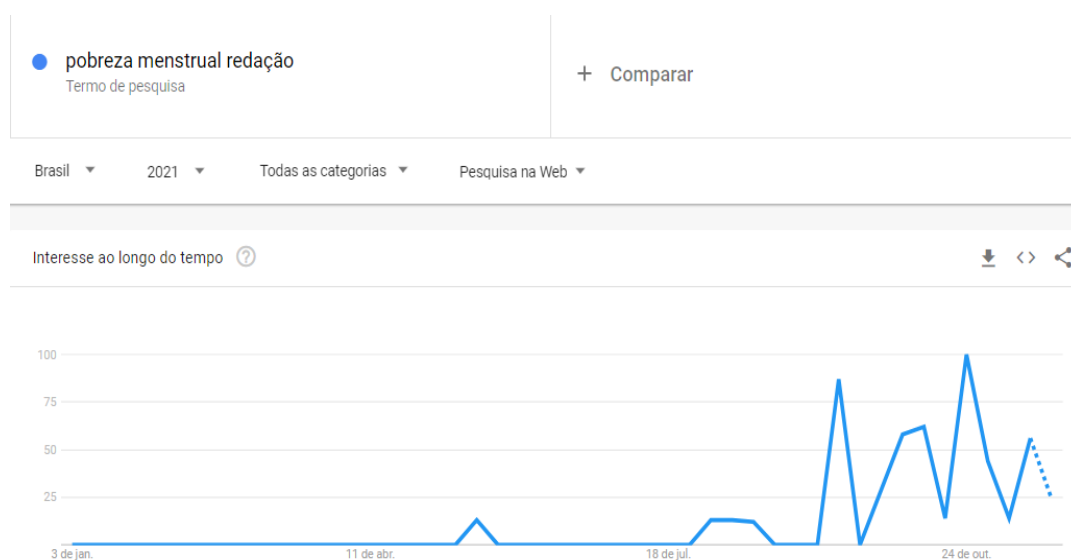 pobreza menstrual redação
Termo de pesquisa
+ Comparar
Brasil 2021 Todas as categorias Pesquisa na Web
Interesse ao longo do tempo ?
100
75
50
25
3 de jan. 11 de abr. 18 de jul. 24 de out.